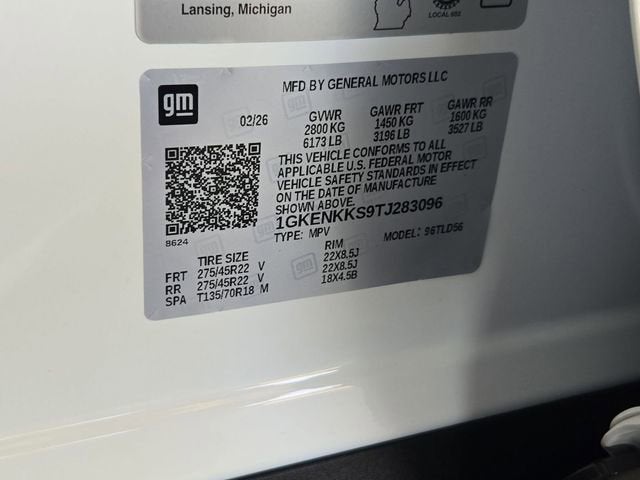 Lansing, Michigan
LOCAL 602
gm
MFD BY GENERAL MOTORS LLC
02/26 GVWR GAWR FRT GAWR RR
2800 KG 1450 KG 1600 KG
6173 LB 3196 LB 3527 LB
THIS VEHICLE CONFORMS TO ALL
APPLICABLE U.S. FEDERAL MOTOR
VEHICLE SAFETY STANDARDS IN EFFECT
ON THE DATE OF MANUFACTURE
SHOWN ABOVE.
1GKENKKS9TJ283096
TYPE: MPV MODEL: 96TLD56
8624
TIRE SIZE RIM
FRT 275/45R22 V 22X8.5J
RR 275/45R22 V 22X8.5J
SPA T135/70R18 M 18X4.5B